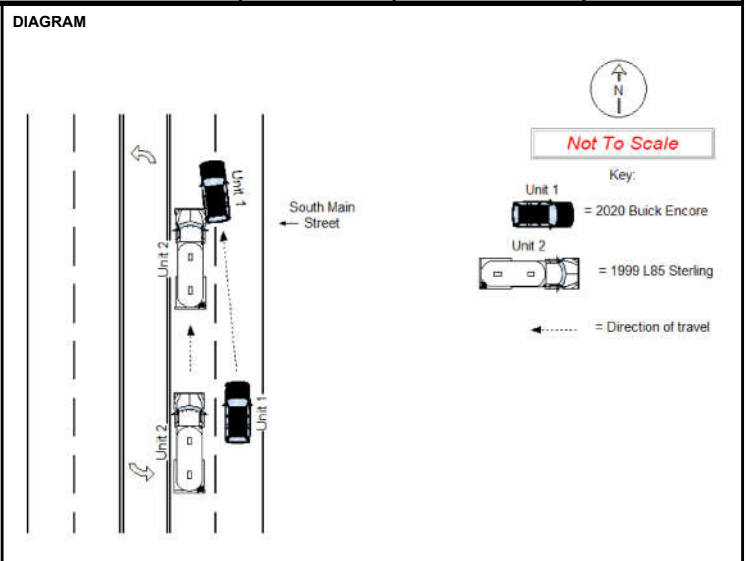 DIAGRAM
N
Not To Scale
Key:
Unit 1
= 2020 Buick Encore
Unit 2
= 1999 L85 Sterling
= Direction of travel
Unit 1
South Main
Street
Unit 2
Unit 1
Unit 2